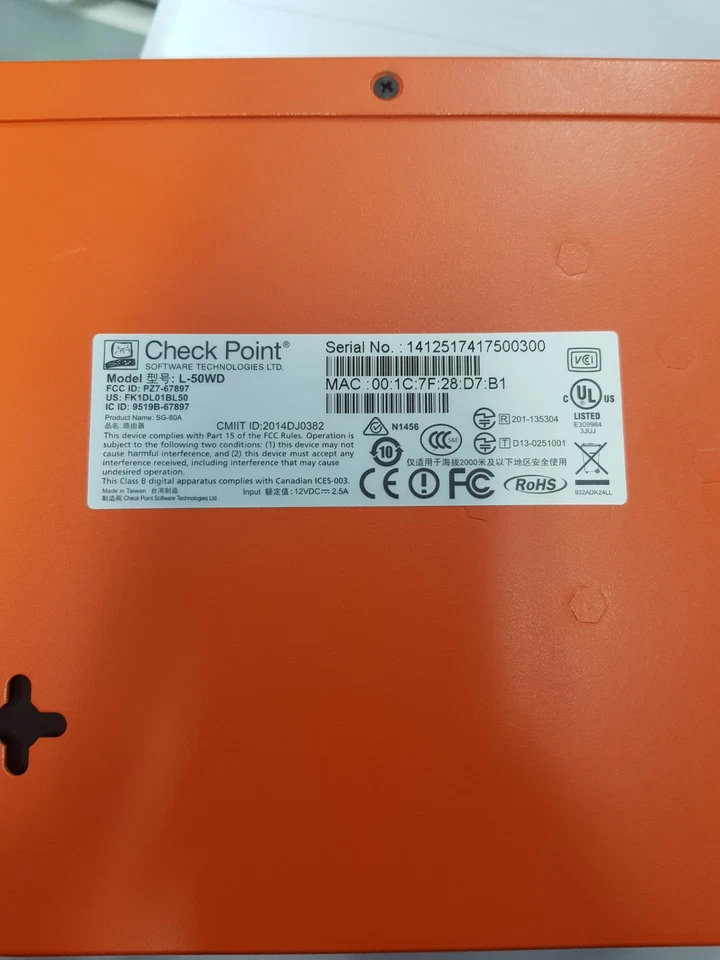 Check Point®
SOFTWARE TECHNOLOGIES LTD.
Model 型号: L-50WD
FCC ID: PZ7-67897
US: FK1DL01BL50
IC ID: 9519B-67897
Product Name: SG-80A
品名: 路由器
CMIIT ID:2014DJ0382
This device complies with Part 15 of the FCC Rules. Operation is
subject to the following two conditions: (1) this device may not
cause harmful interference, and (2) this device must accept any
interference received, including interference that may cause
undesired operation.
This Class B digital apparatus complies with Canadian ICES-003.
Made in Taiwan 台湾制造
制造商: Check Point Software Technologies Ltd.
Input 额定值: 12VDC⎓2.5A
Serial No. : 1412517417500300
MAC : 00:1C:7F:28:D7:B1
N1456
10
CCC S&E
R 201-135304
T D13-0251001
仅适用于海拔2000米及以下地区安全使用
CE FC RoHS
VCI
C UL US
LISTED
E309984
3JUJ
932ADK24LL